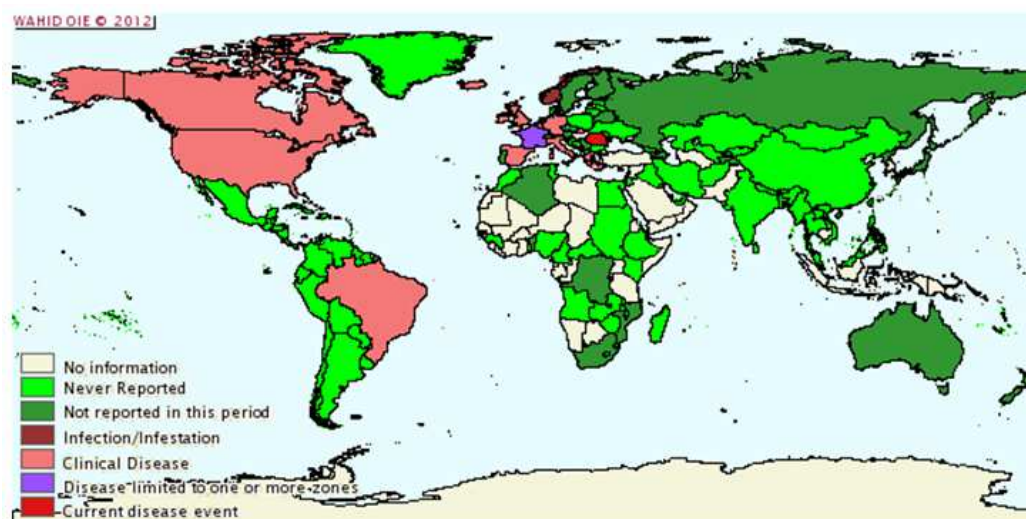 WAHID OIE © 2012
No information
Never Reported
Not reported in this period
Infection/Infestation
Clinical Disease
Disease limited to one or more zones
Current disease event